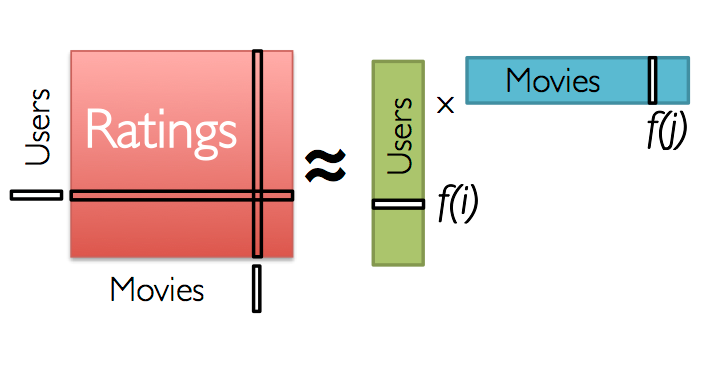 Users
Ratings
Movies
≈
Users
x
Movies
f(i)
f(j)